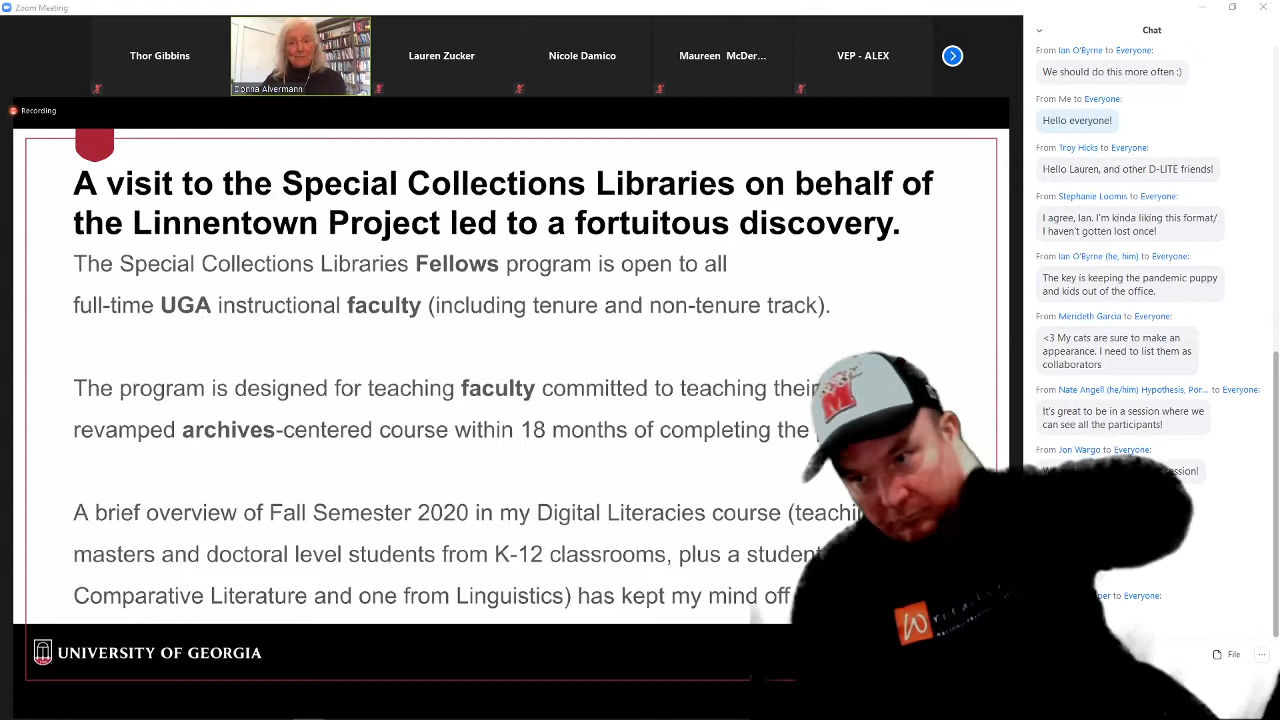 Zoom Meeting
Thor Gibbins
Donna Alvermann
Lauren Zucker
Nicole Damico
Maureen McDer...
VEP - ALEX
Recording
A visit to the Special Collections Libraries on behalf of
the Linnentown Project led to a fortuitous discovery.
The Special Collections Libraries Fellows program is open to all
full-time UGA instructional faculty (including tenure and non-tenure track).
The program is designed for teaching faculty committed to teaching their
revamped archives-centered course within 18 months of completing the
A brief overview of Fall Semester 2020 in my Digital Literacies course
masters and doctoral level students from K-12 classrooms, plus a student
Comparative Literature and one from Linguistics) has kept my mind off
UNIVERSITY OF GEORGIA
Chat
From Ian O'Byrne to Everyone:
We should do this more often :)
From Me to Everyone:
Hello everyone!
From Troy Hicks to Everyone:
Hello Lauren, and other D-LITE friends!
From Stephanie Loomis to Everyone:
I agree, Ian. I'm kinda liking this format/
I haven't gotten lost once!
From Ian O'Byrne (he, him) to Everyone:
The key is keeping the pandemic puppy
and kids out of the office.
From Merideth Garcia to Everyone:
<3 My cats are sure to make an
appearance. I need to list them as
collaborators
From Nate Angell (he/him) Hypothesis, Por... to Everyone:
It's great to be in a session where we
can see all the participants!
From Jon Wargo to Everyone:
to Everyone:
File